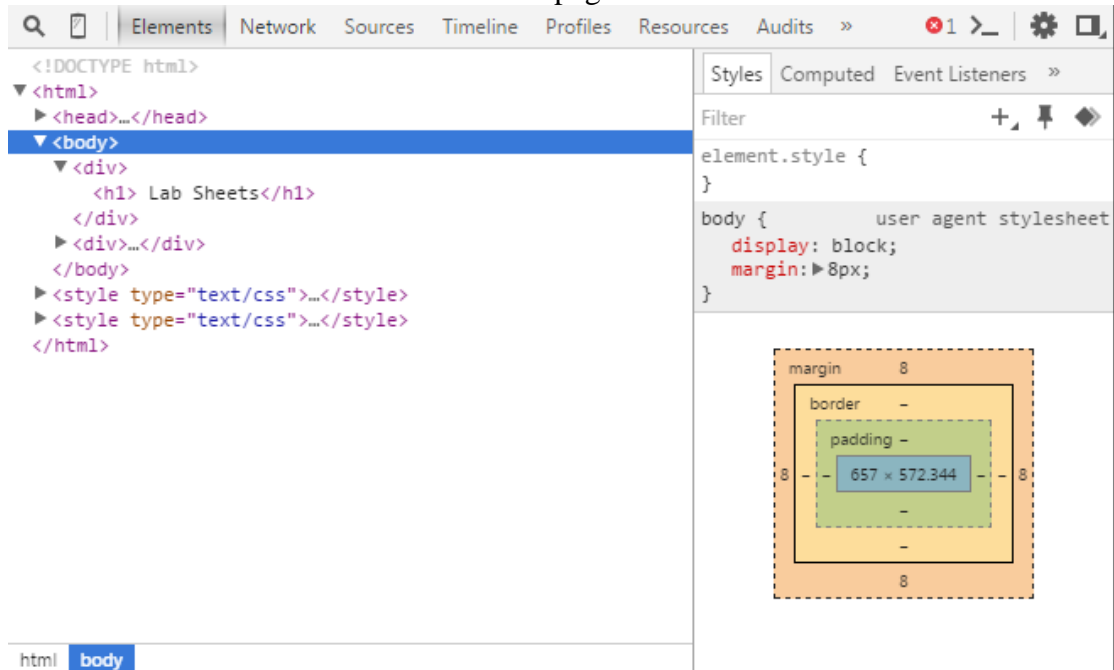 pag
Elements Network Sources Timeline Profiles Resources Audits » 1
<!DOCTYPE html>
<html>
<head>…</head>
<body>
<div>
<h1> Lab Sheets</h1>
</div>
<div>…</div>
</body>
<style type="text/css">…</style>
<style type="text/css">…</style>
</html>
html body
Styles Computed Event Listeners »
Filter
element.style {
}
body { user agent stylesheet
display: block;
margin: 8px;
}
margin 8
border –
padding –
8 – – 657 × 572.344 – – 8
–
–
8